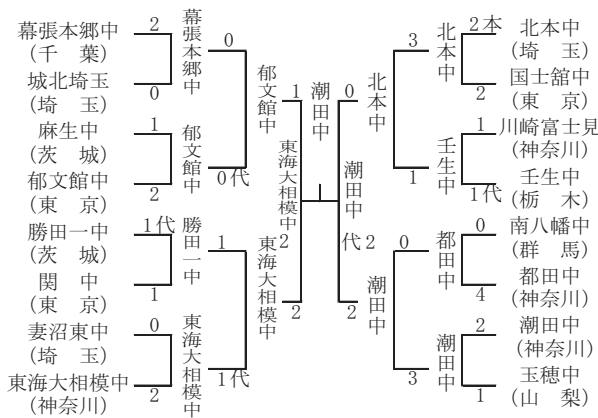 幕張本郷中
(千　葉)
2
城北埼玉
(埼　玉)
0
幕張本郷中
0
麻生中
(茨　城)
1
郁文館中
(東　京)
2
郁文館中
0代
勝田一中
(茨　城)
1代
関　中
(東　京)
1
勝田一中
1
妻沼東中
(埼　玉)
0
東海大相模中
(神奈川)
2
東海大相模中
1代
郁文館中
1
東海大相模中
2
東海大相模中
2
潮田中
潮田中
代2
北本中
0
潮田中
2
北本中
3
壬生中
1
都田中
0
潮田中
3
2本
北本中
(埼　玉)
2
国士舘中
(東　京)
1
川崎富士見
(神奈川)
1代
壬生中
(栃　木)
0
南八幡中
(群　馬)
4
都田中
(神奈川)
2
潮田中
(神奈川)
1
玉穂中
(山　梨)